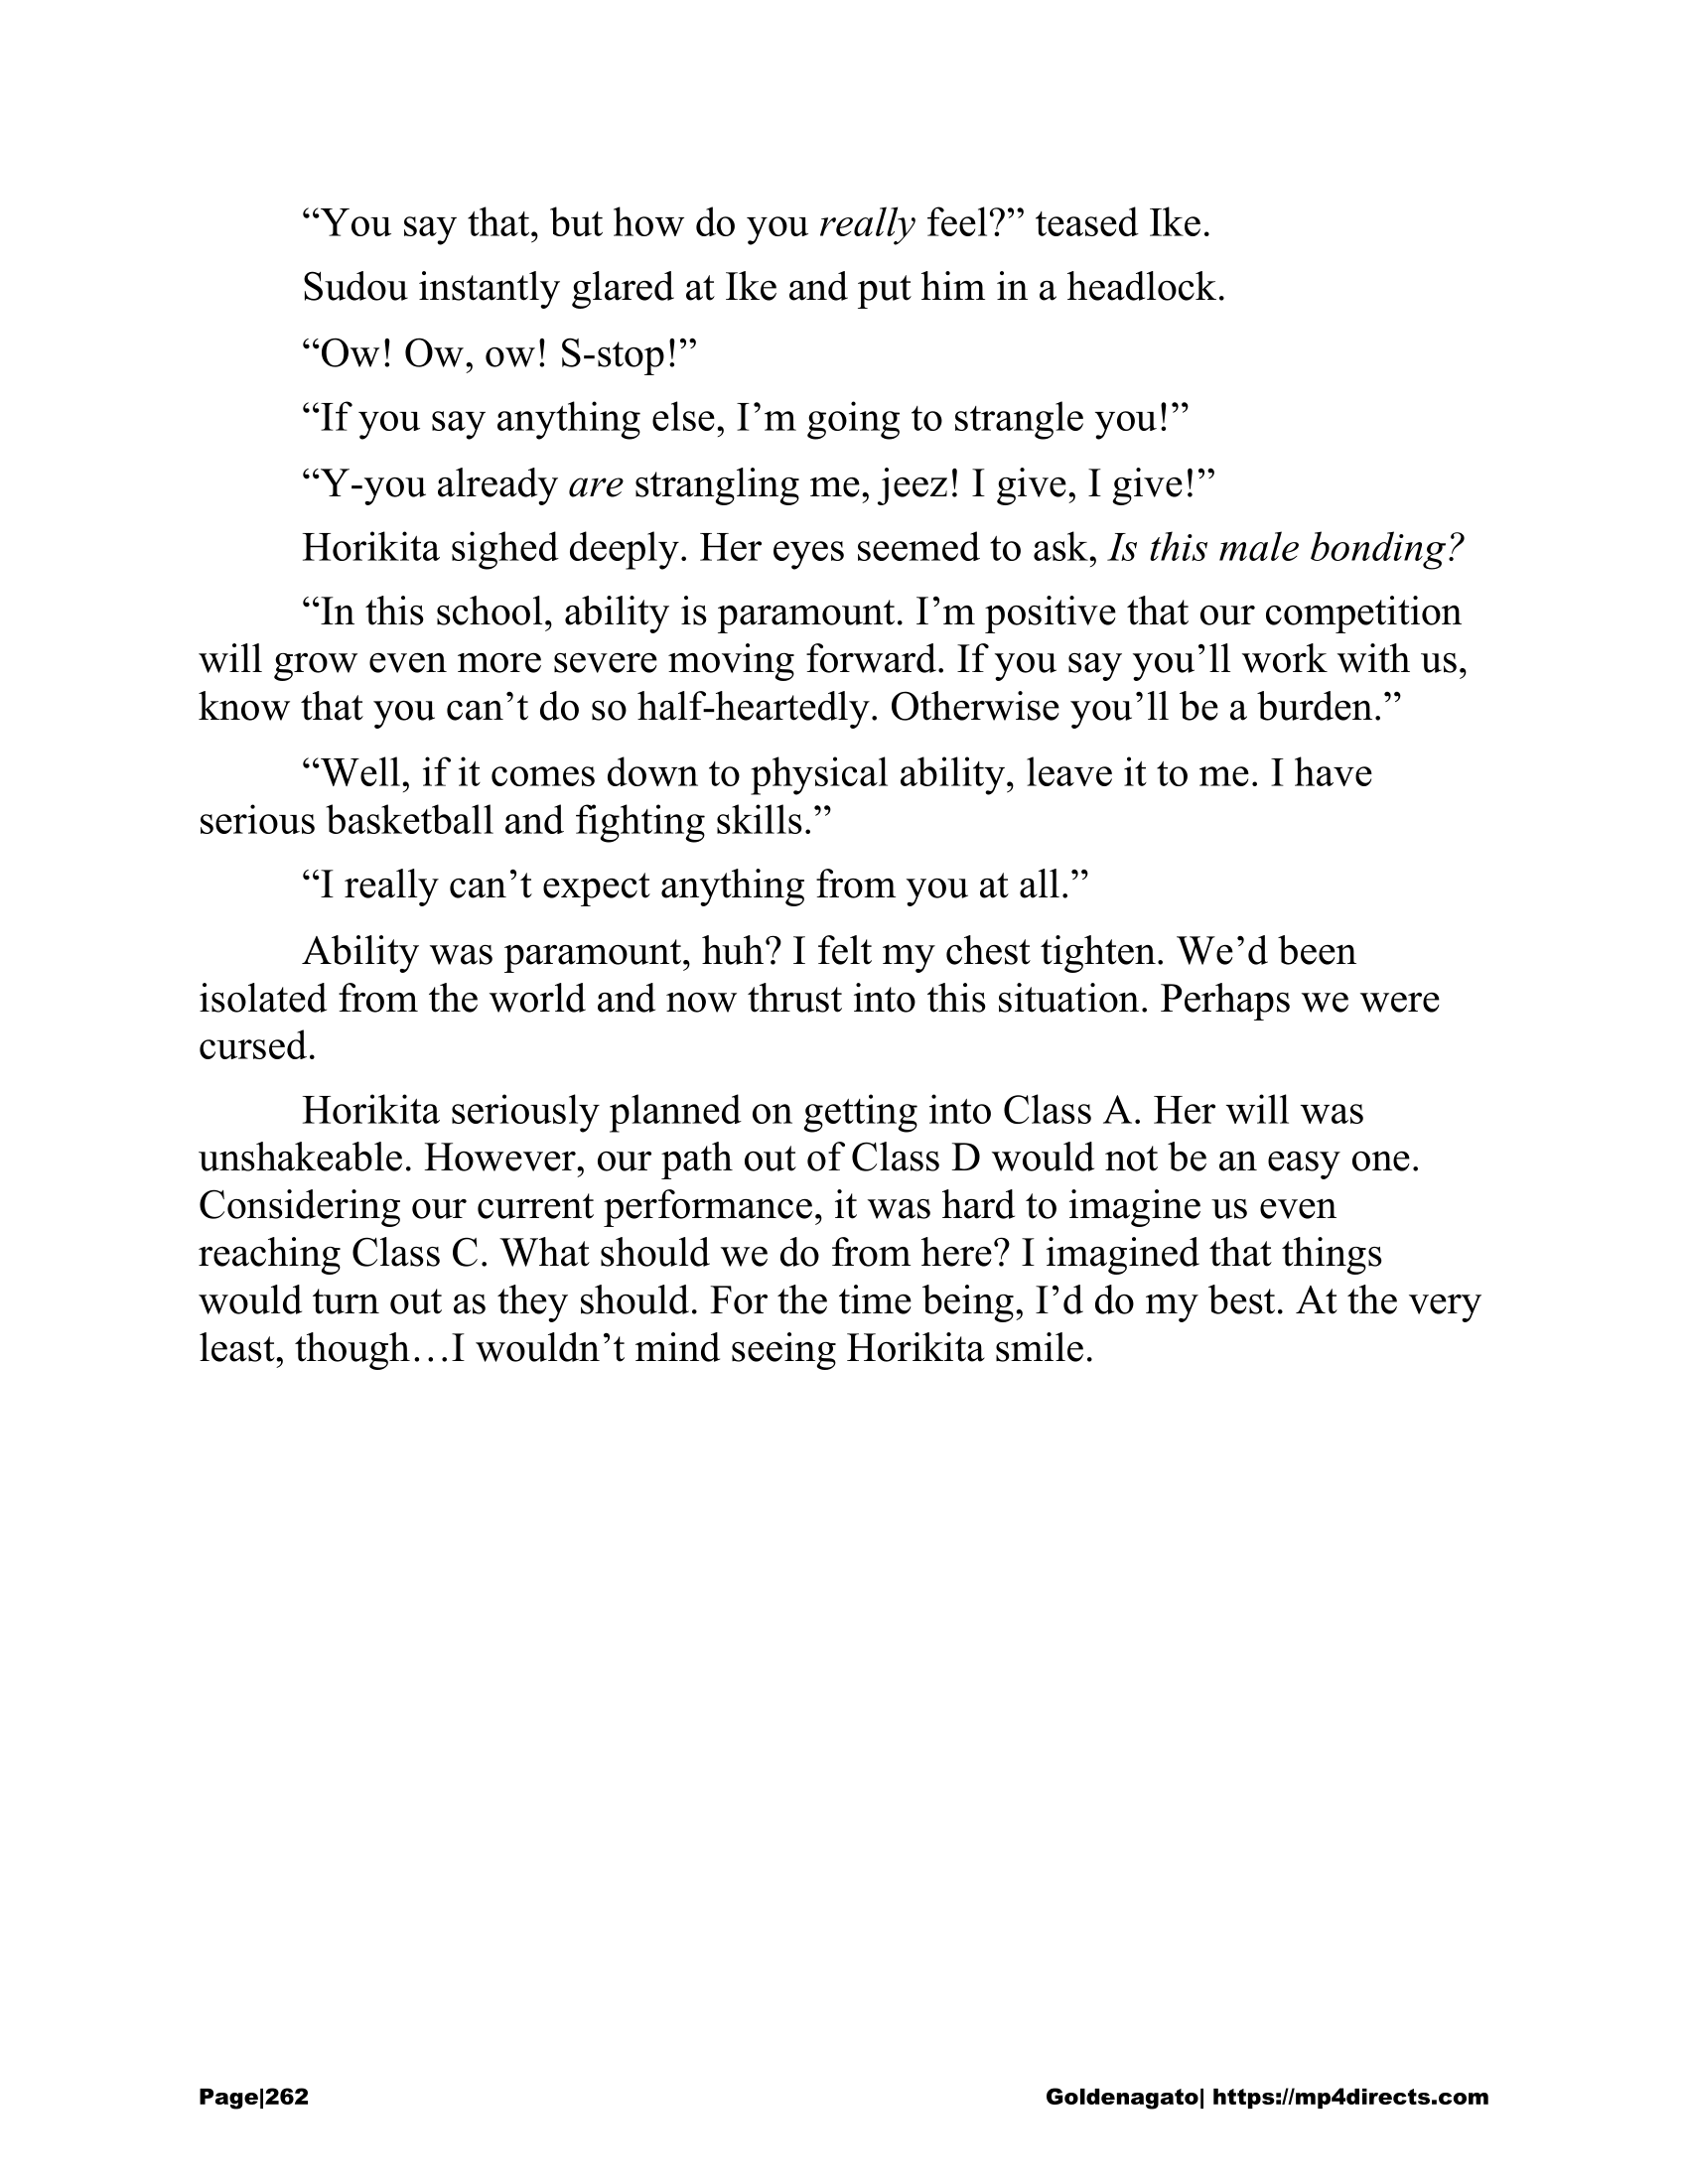 “You say that, but how do you really feel?” teased Ike.
Sudou instantly glared at Ike and put him in a headlock.
“Ow! Ow, ow! S-stop!”
“If you say anything else, I’m going to strangle you!”
“Y-you already are strangling me, jeez! I give, I give!”
Horikita sighed deeply. Her eyes seemed to ask, Is this male bonding?
“In this school, ability is paramount. I’m positive that our competition
will grow even more severe moving forward. If you say you’ll work with us,
know that you can’t do so half-heartedly. Otherwise you’ll be a burden.”
“Well, if it comes down to physical ability, leave it to me. I have
serious basketball and fighting skills.”
“I really can’t expect anything from you at all.”
Ability was paramount, huh? I felt my chest tighten. We’d been
isolated from the world and now thrust into this situation. Perhaps we were
cursed.
Horikita seriously planned on getting into Class A. Her will was
unshakeable. However, our path out of Class D would not be an easy one.
Considering our current performance, it was hard to imagine us even
reaching Class C. What should we do from here? I imagined that things
would turn out as they should. For the time being, I’d do my best. At the very
least, though…I wouldn’t mind seeing Horikita smile.
Page|262 Goldenagato| https://mp4directs.com